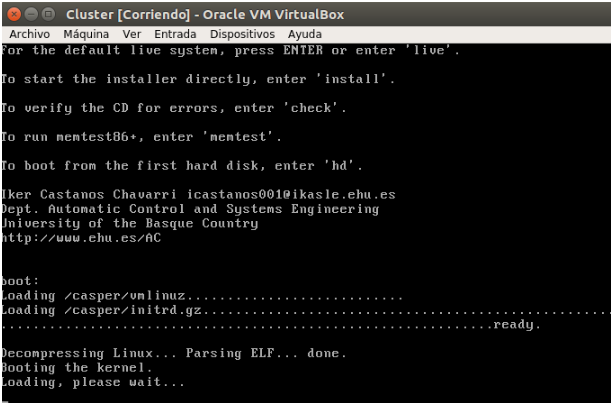 Cluster [Corriendo] - Oracle VM VirtualBox
Archivo Máquina Ver Entrada Dispositivos Ayuda
For the default live system, press ENTER or enter 'live'.
To start the installer directly, enter 'install'.
To verify the CD for errors, enter 'check'.
To run memtest86+, enter 'memtest'.
To boot from the first hard disk, enter 'hd'.
Iker Castanos Chavarri icastanos001@ikasle.ehu.es
Dept. Automatic Control and Systems Engineering
University of the Basque Country
http://www.ehu.es/AC
boot:
Loading /casper/vmlinuz...........................
Loading /casper/initrd.gz...................................................
..............................................................ready.
Decompressing Linux... Parsing ELF... done.
Booting the kernel.
Loading, please wait...